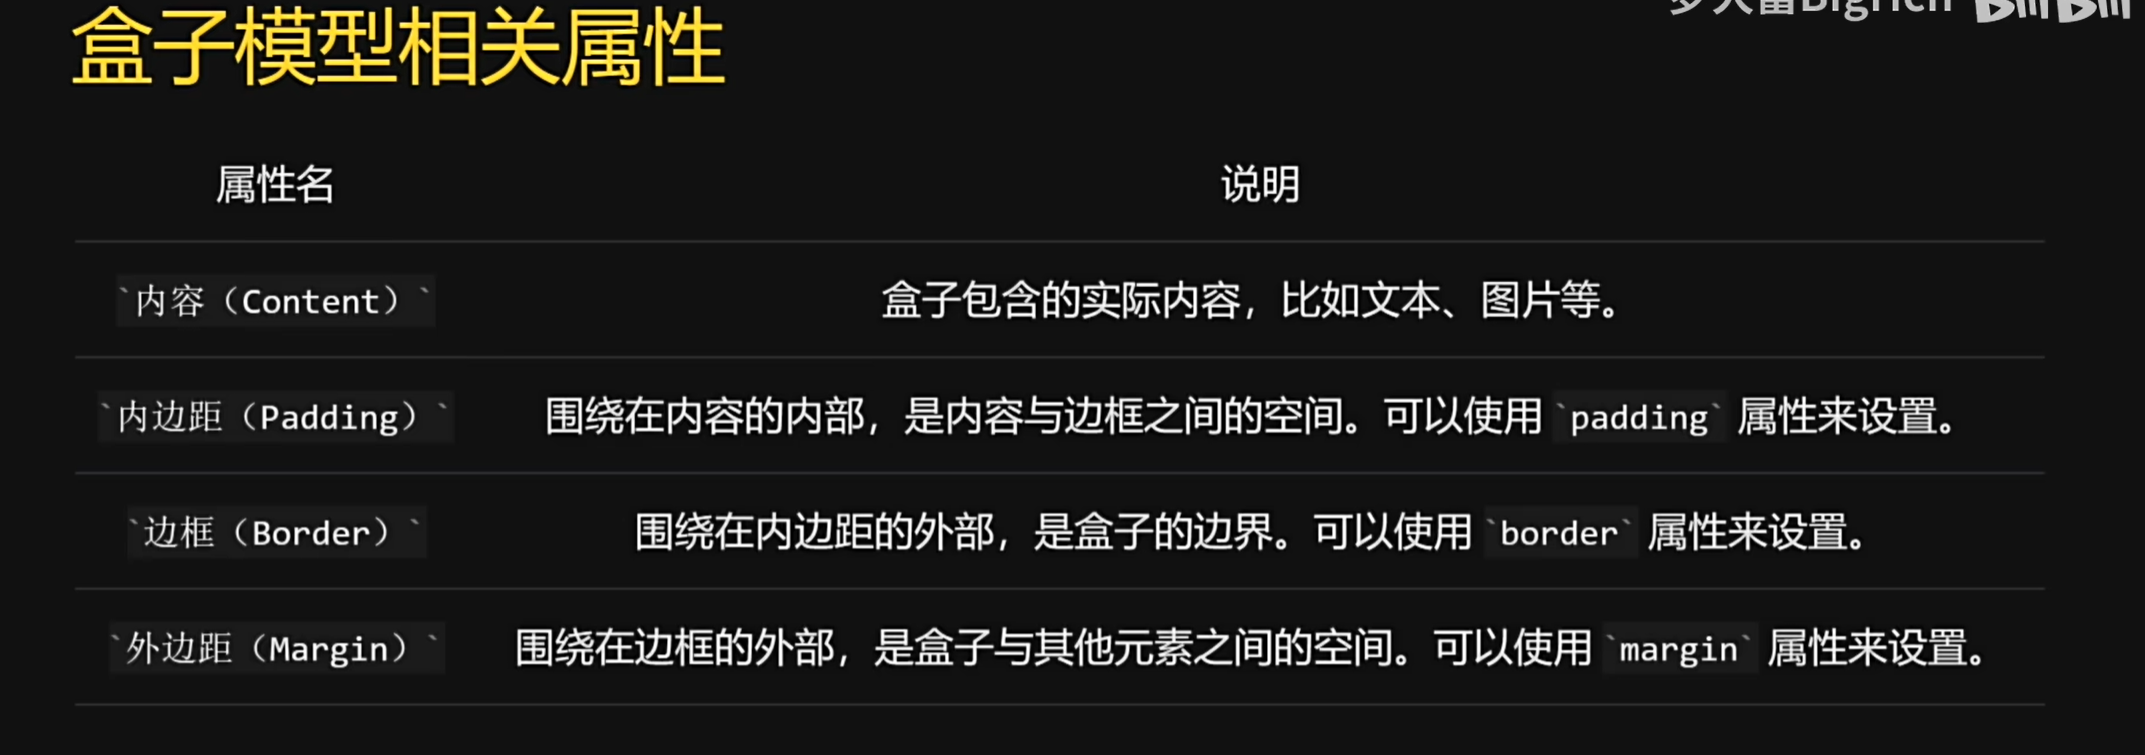 盒子模型相关属性
属性名 说明
`内容（Content）` 盒子包含的实际内容，比如文本、图片等。
`内边距（Padding）` 围绕在内容的内部，是内容与边框之间的空间。可以使用 `padding` 属性来设置。
`边框（Border）` 围绕在内边距的外部，是盒子的边界。可以使用 `border` 属性来设置。
`外边距（Margin）` 围绕在边框的外部，是盒子与其他元素之间的空间。可以使用 `margin` 属性来设置。